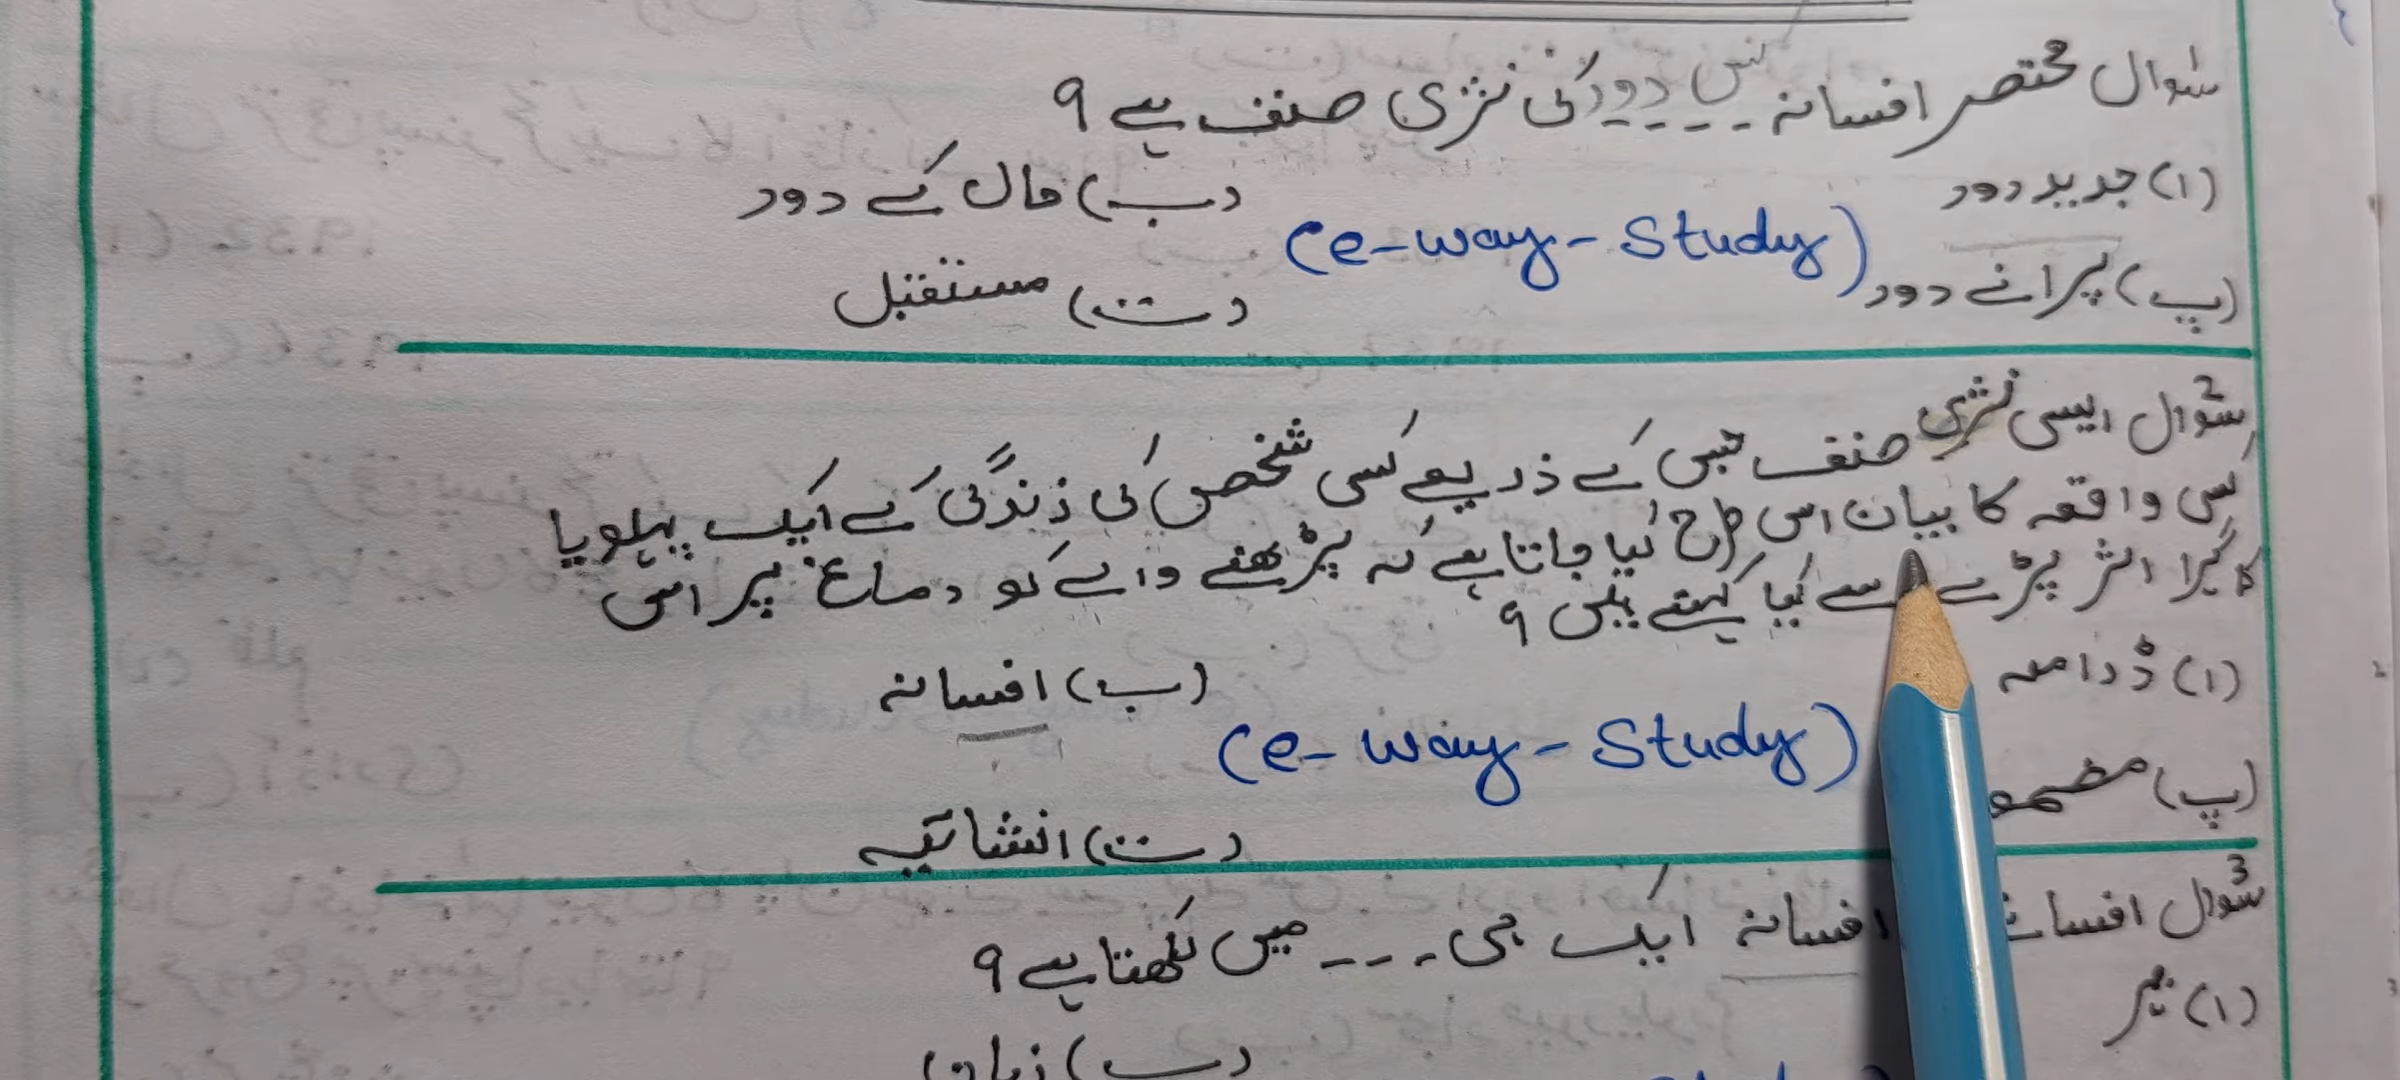 سوال مختصر افسانہ کس دور کی نثری صنف ہے ؟
(۱) جدید دور (ب) حال کے دور
(e-way-Study)
(پ) پرانے دور (ت) مستقبل
سوال 2 ایسی نثری صنف جس کے ذریعے کسی شخص کی زندگی کے ایک پہلو یا
کسی واقعہ کا بیان اس طرح کیا جاتا ہے کہ پڑھنے والے کو دماغ پر اس
کا گہرا اثر پڑے اسے کیا کہتے ہیں ؟
(۱) ڈرامہ (ب) افسانہ
(e-way-Study)
(پ) (ت) انشائیہ
سوال 3 افسانہ ایک ہی --- میں لکھتا ہے ؟
(۱) (ب) زبان